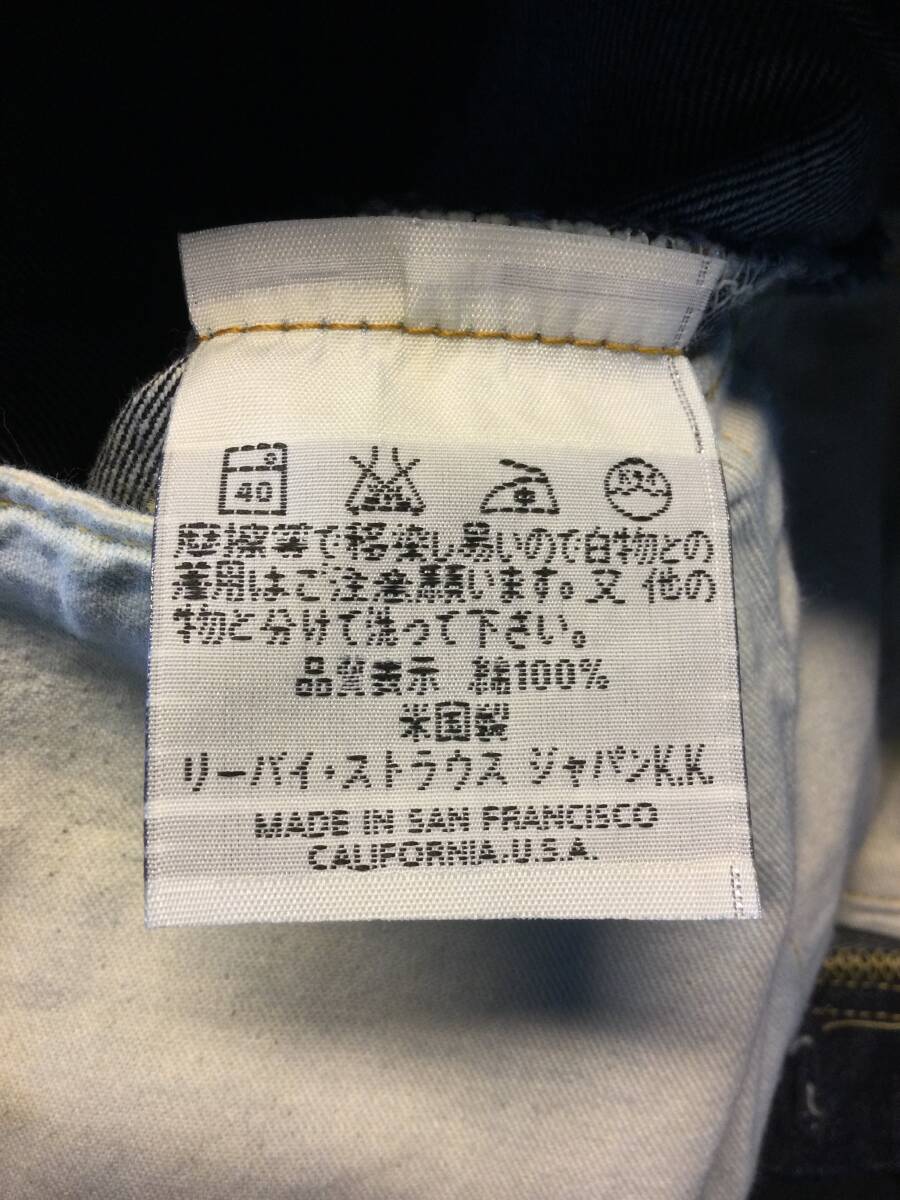 40
摩擦等で移染し易いので白物との
着用はご注意願います。又 他の
物と分けて洗って下さい。
品質表示 綿100%
米国製
リーバイ・ストラウス ジャパンK.K.
MADE IN SAN FRANCISCO
CALIFORNIA,U.S.A.